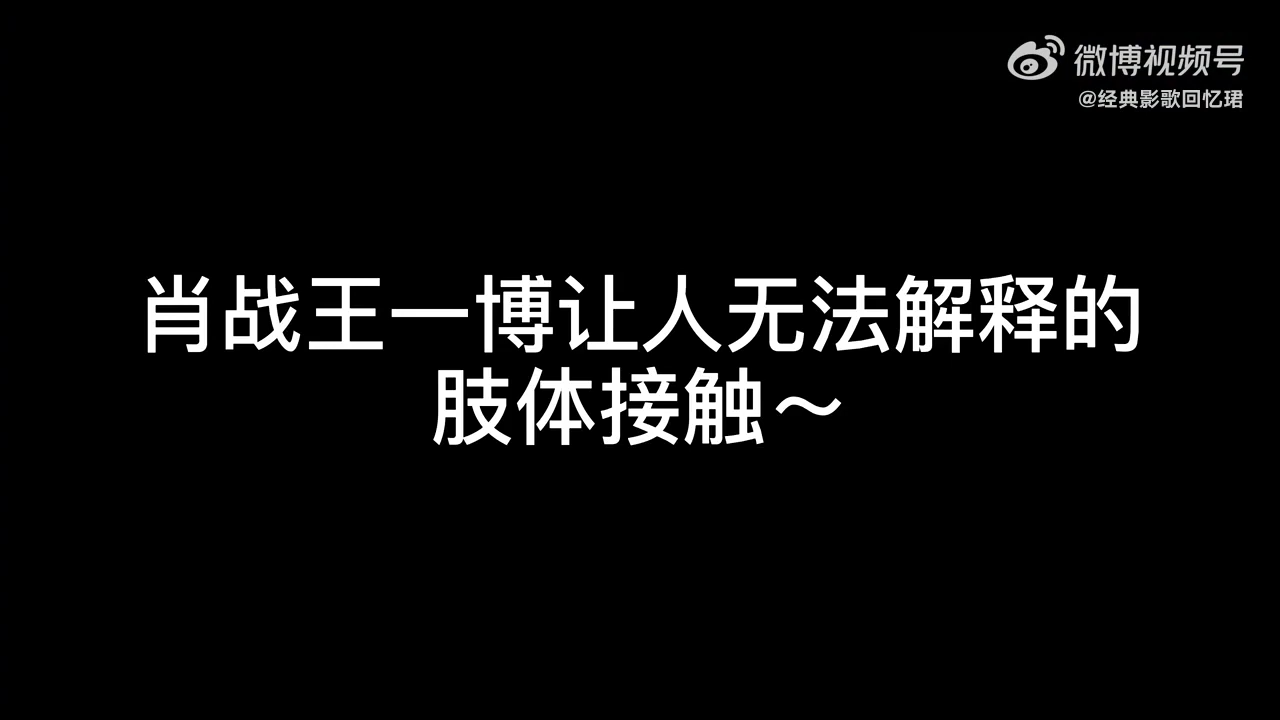 微博视频号
@经典影歌回忆珺
肖战王一博让人无法解释的
肢体接触～